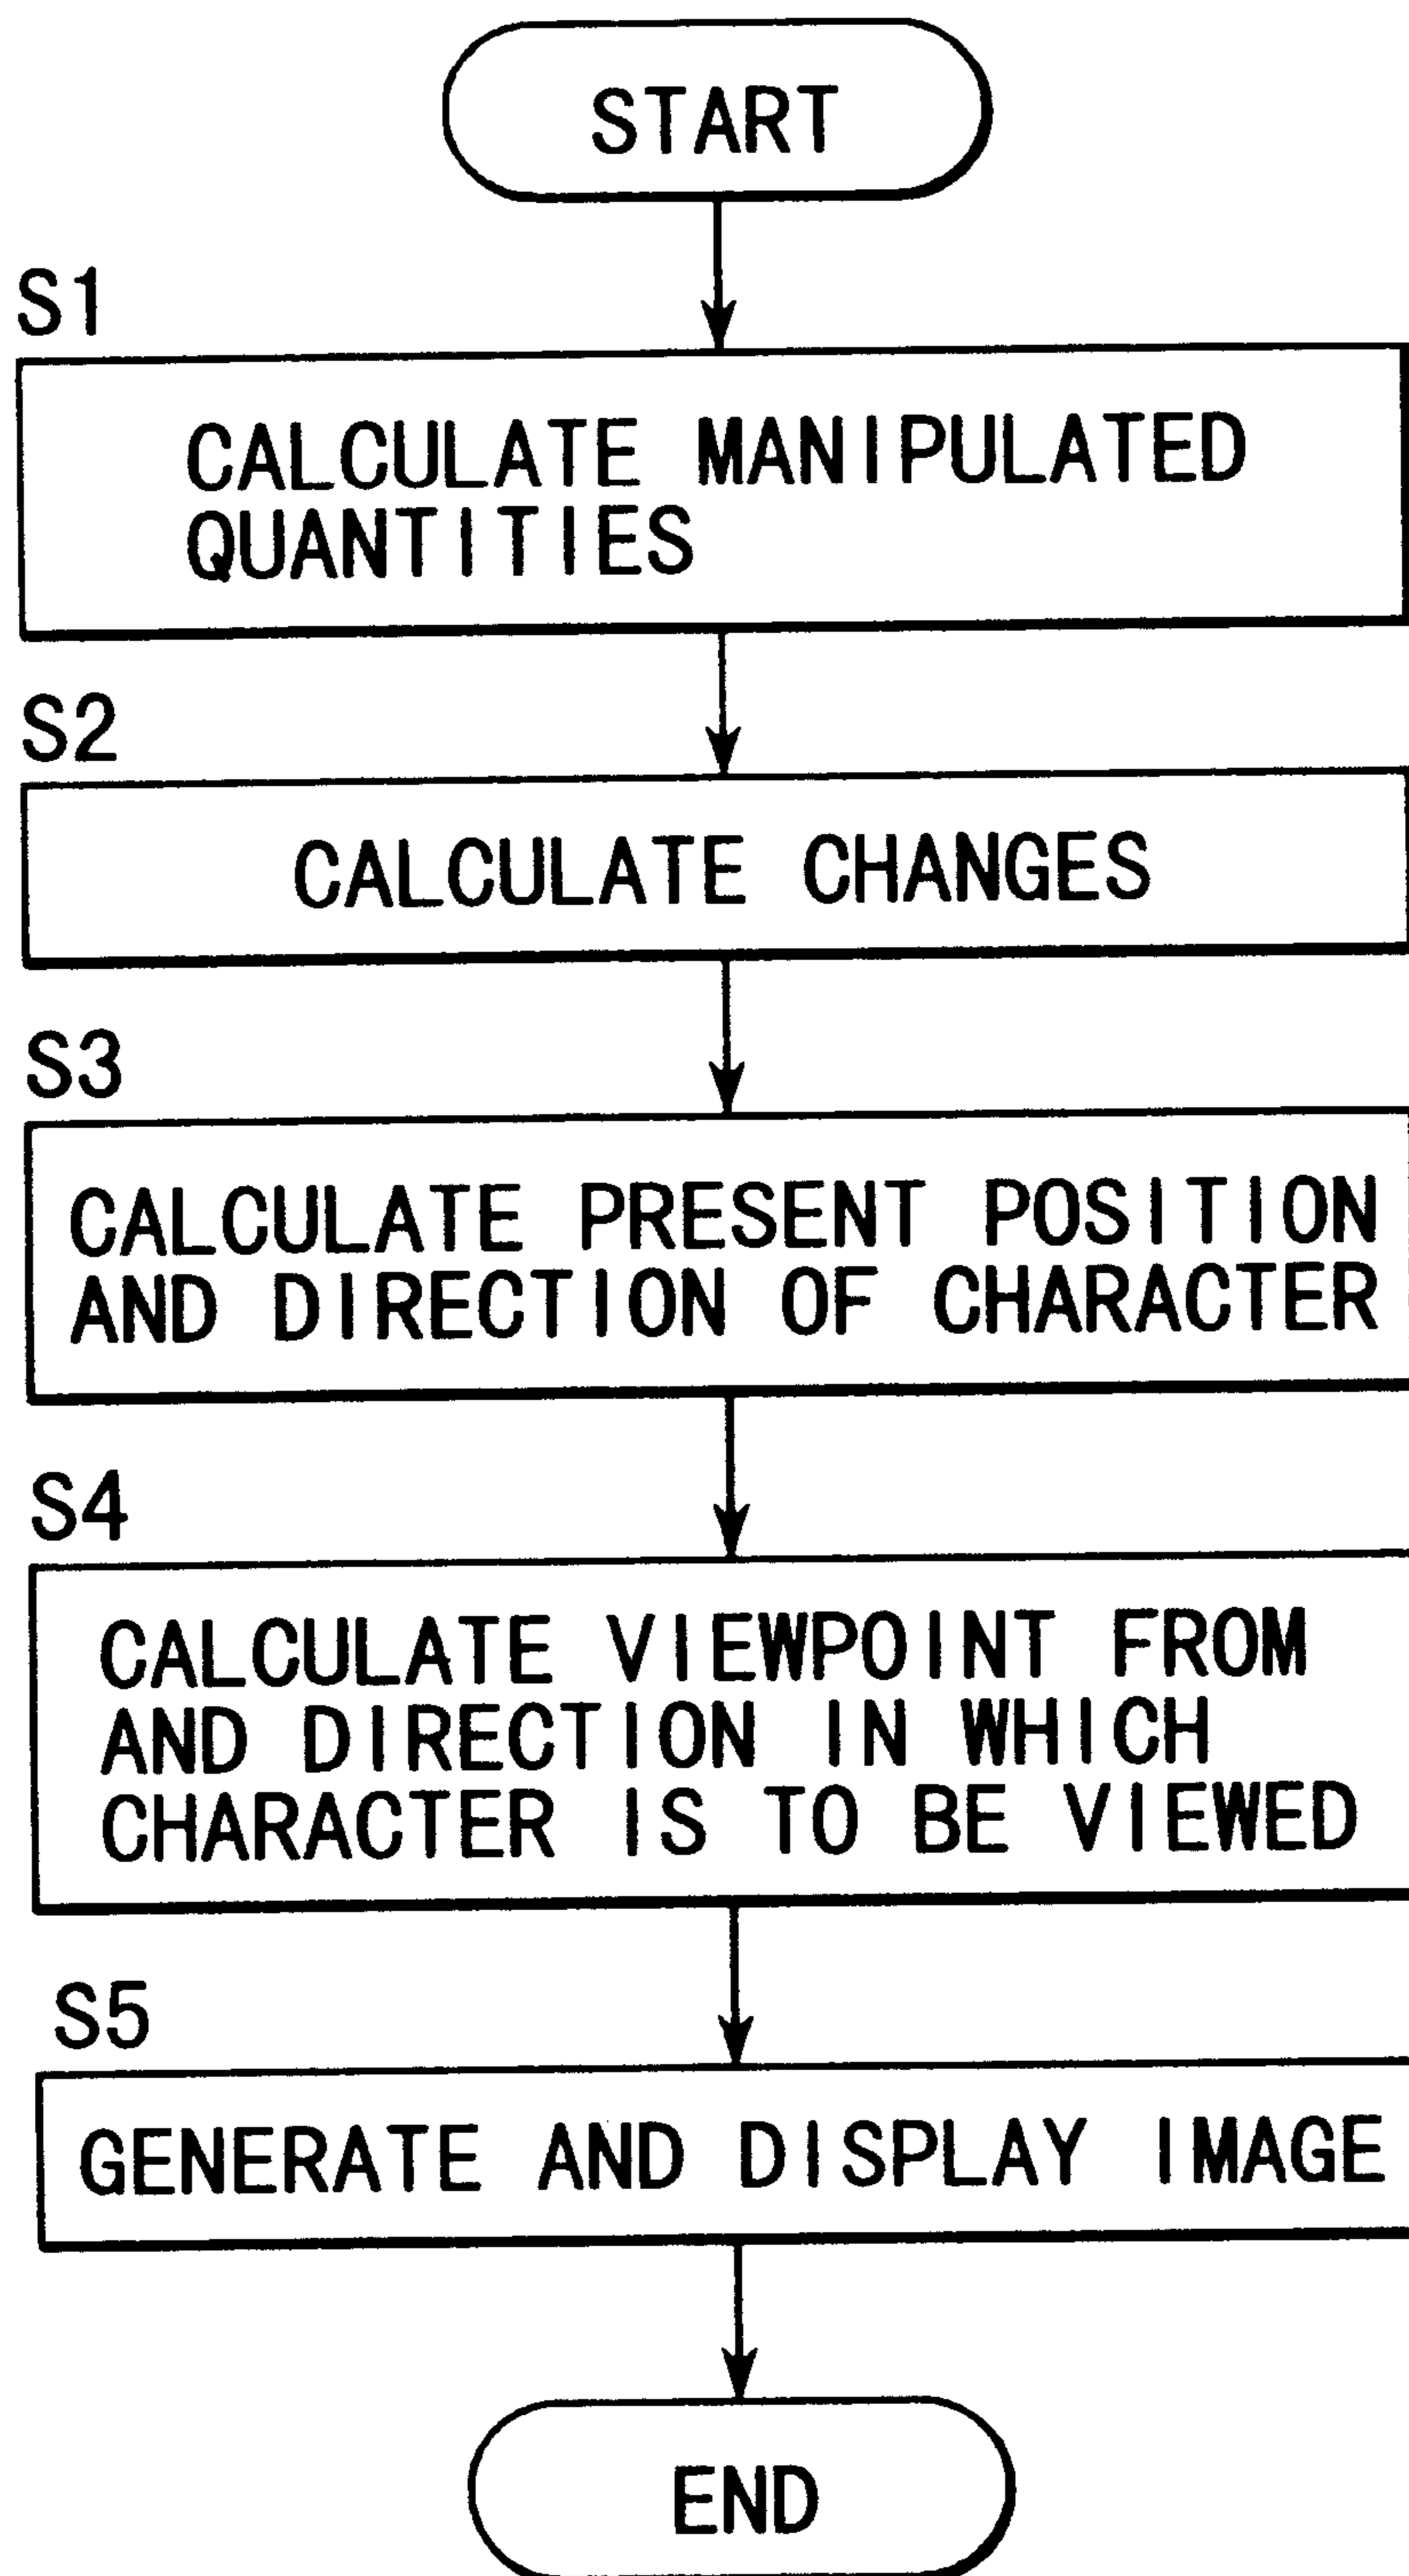 START
S1
CALCULATE MANIPULATED
QUANTITIES
S2
CALCULATE CHANGES
S3
CALCULATE PRESENT POSITION
AND DIRECTION OF CHARACTER
S4
CALCULATE VIEWPOINT FROM
AND DIRECTION IN WHICH
CHARACTER IS TO BE VIEWED
S5
GENERATE AND DISPLAY IMAGE
END